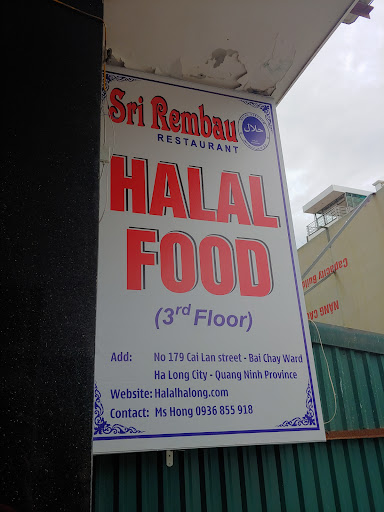 Sri Rembau
حلال
RESTAURANT
HALAL
FOOD
(3rd Floor)
Add: No 179 Cai Lan street - Bai Chay Ward
Ha Long City - Quang Ninh Province
Website: Halalhalong.com
Contact: Ms Hong 0936 855 918